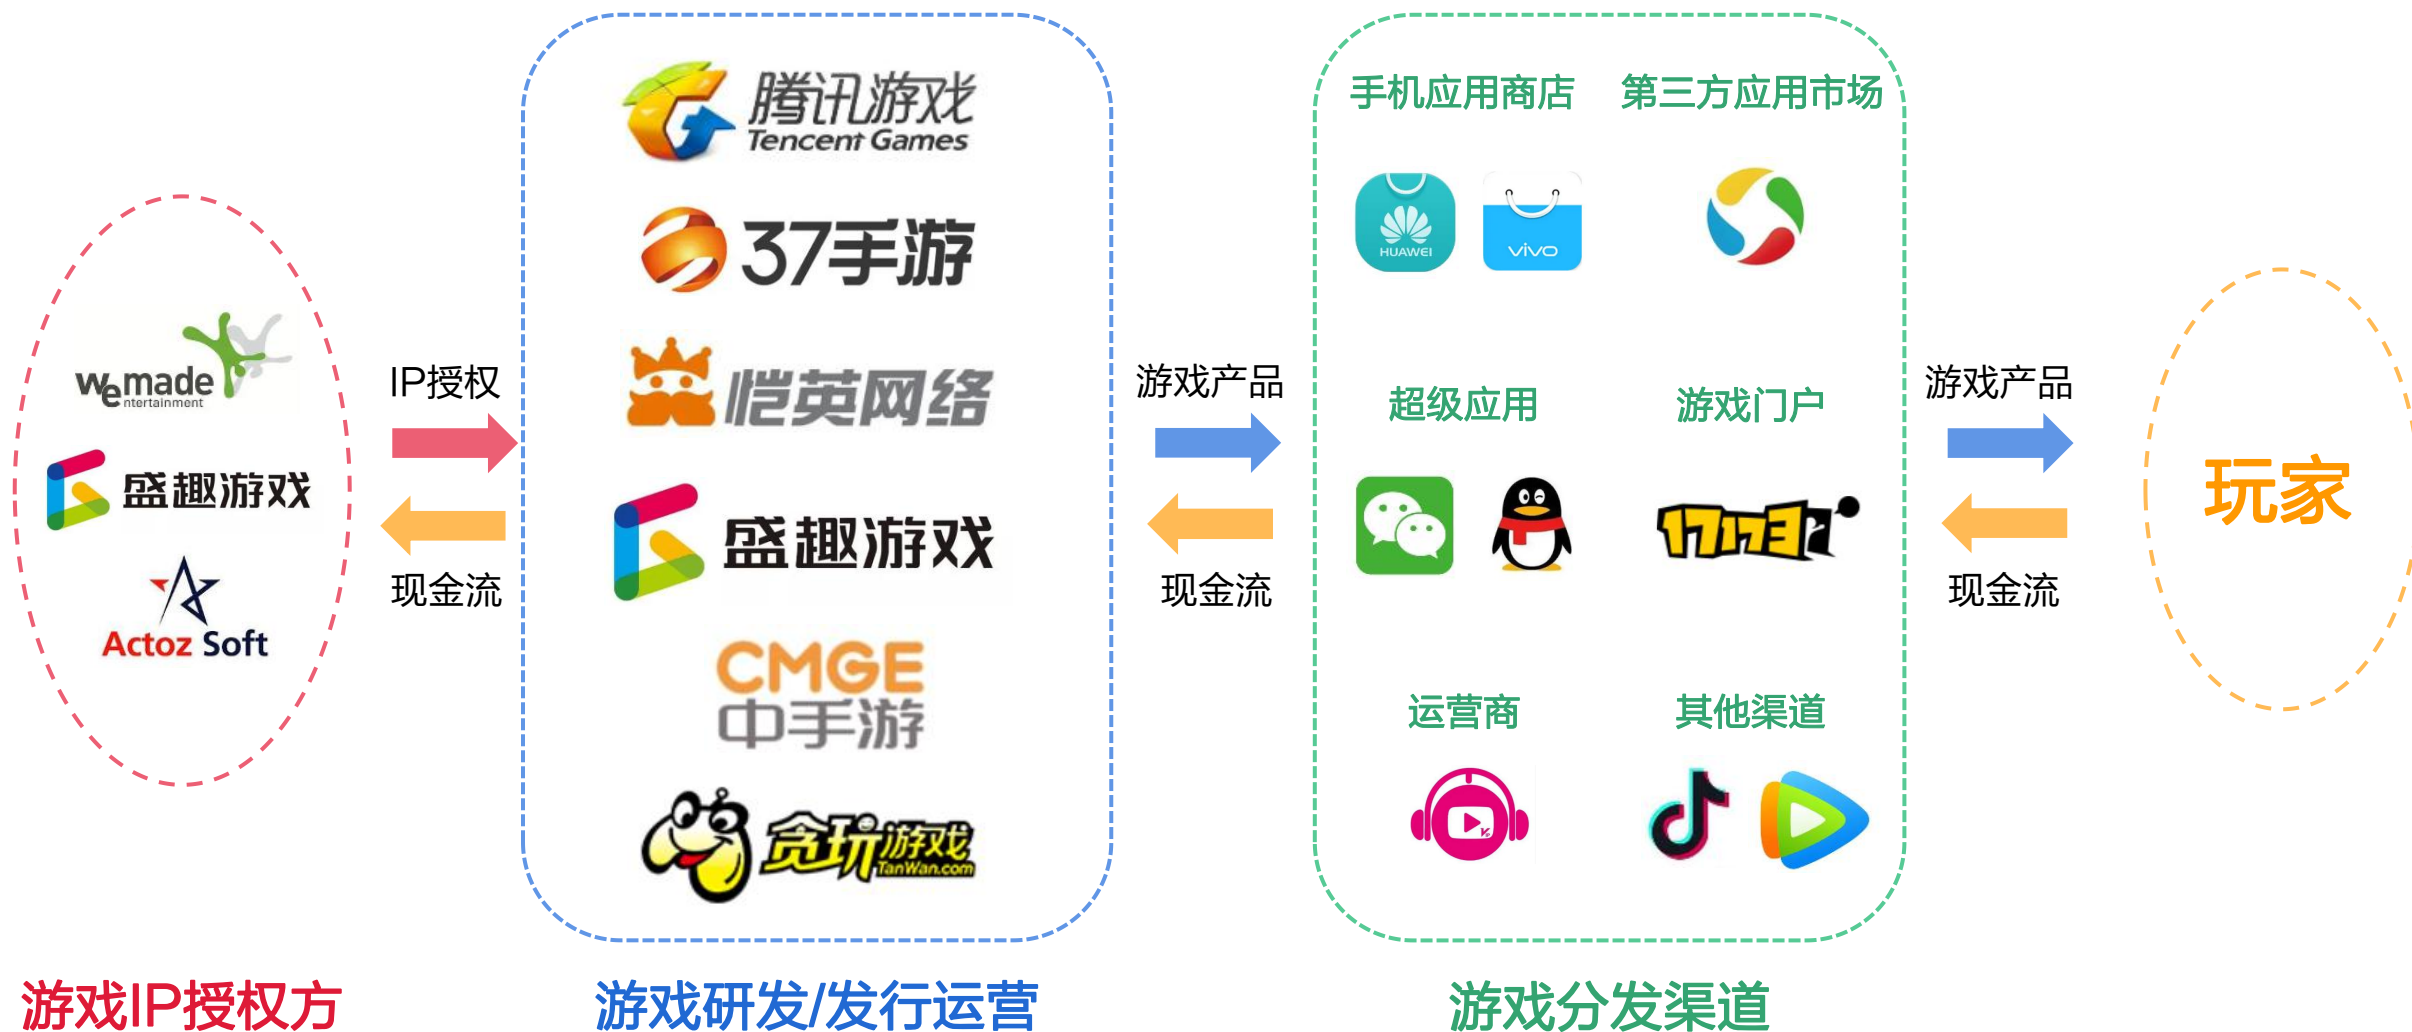 wemade
entertainment
盛趣游戏
Actoz Soft
游戏IP授权方
IP授权
现金流
腾讯游戏
Tencent Games
37手游
恺英网络
盛趣游戏
CMGE
中手游
贪玩游戏
TanWan.com
游戏研发/发行运营
游戏产品
现金流
手机应用商店
第三方应用市场
HUAWEI
vivo
超级应用
游戏门户
17173
运营商
其他渠道
游戏分发渠道
游戏产品
现金流
玩家